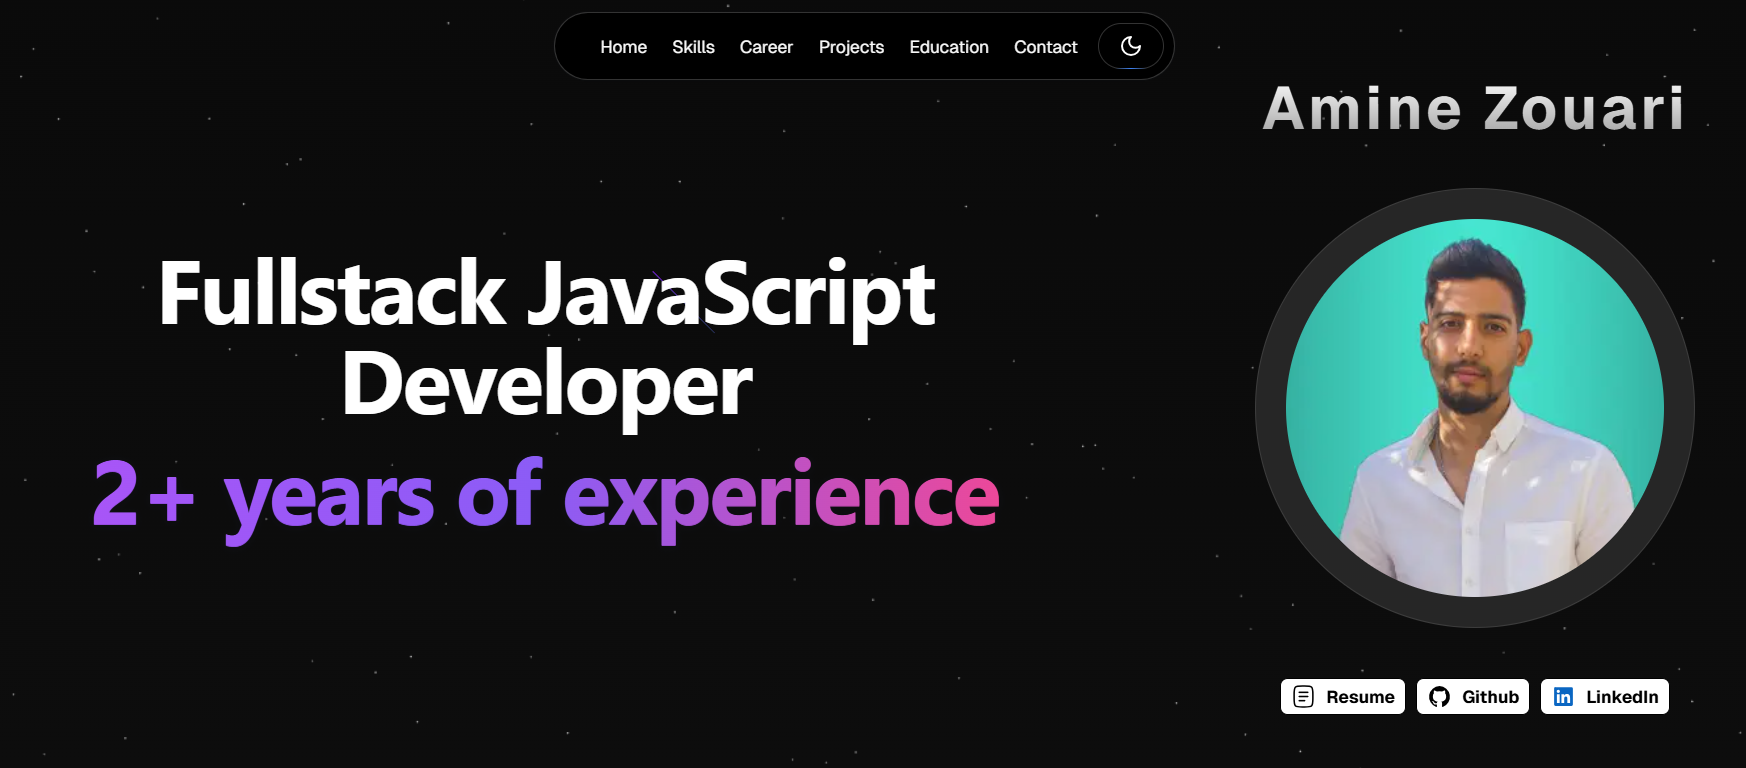 Home Skills Career Projects Education Contact
Amine Zouari
Fullstack JavaScript
Developer
2+ years of experience
Resume Github LinkedIn